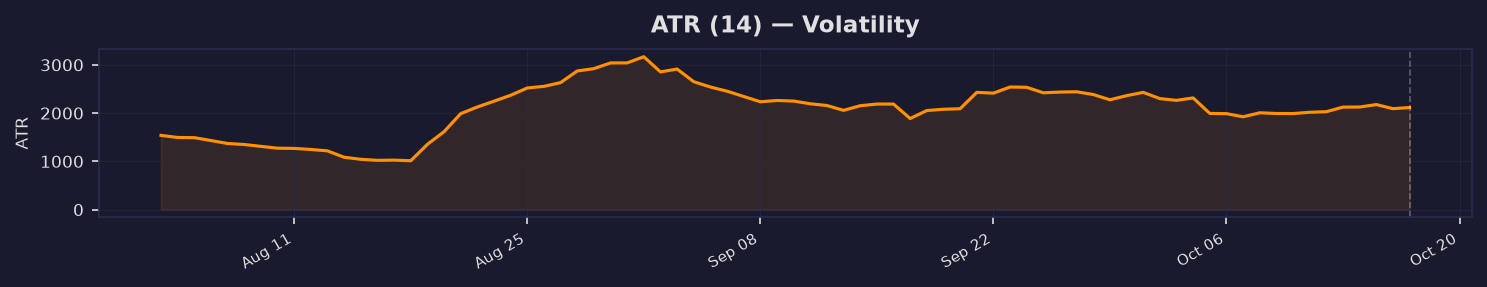 ATR (14) — Volatility
ATR
3000
2000
1000
0
Aug 11
Aug 25
Sep 08
Sep 22
Oct 06
Oct 20